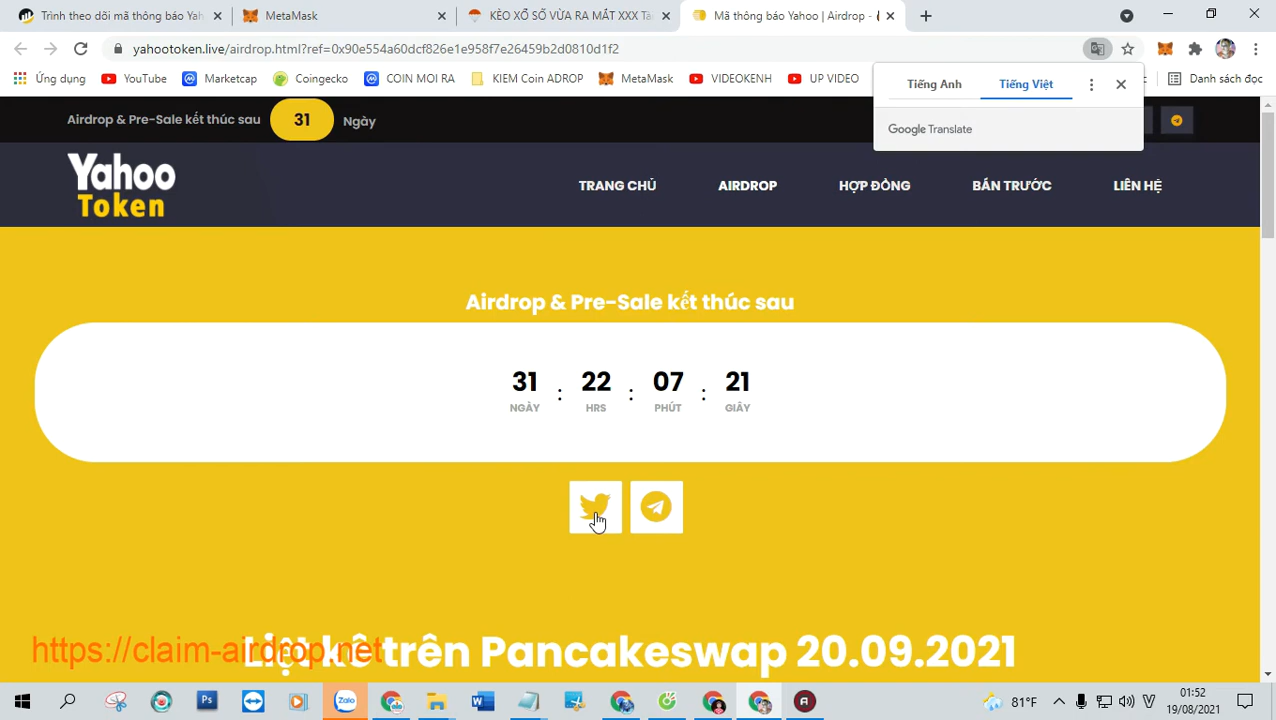 Trình theo dõi mã thông báo Yah
MetaMask
KÈO XỔ SỐ VỪA RA MẮT XXX Tă
Mã thông báo Yahoo | Airdrop -
yahootoken.live/airdrop.html?ref=0x90e554a60dcf826e1e958f7e26459b2d0810d1f2
Ứng dụng
YouTube
Marketcap
Coingecko
COIN MOI RA
KIEM Coin ADROP
MetaMask
VIDEOKENH
UP VIDEO
Danh sách đọc
Tiếng Anh
Tiếng Việt
Google Translate
Airdrop & Pre-Sale kết thúc sau 31 Ngày
Yahoo
Token
TRANG CHỦ
AIRDROP
HỢP ĐỒNG
BÁN TRƯỚC
LIÊN HỆ
Airdrop & Pre-Sale kết thúc sau
31 : 22 : 07 : 21
NGÀY HRS PHÚT GIÂY
Liệt kê trên Pancakeswap 20.09.2021
https://claim-airdrop.net
Zalo
81°F
01:52
19/08/2021